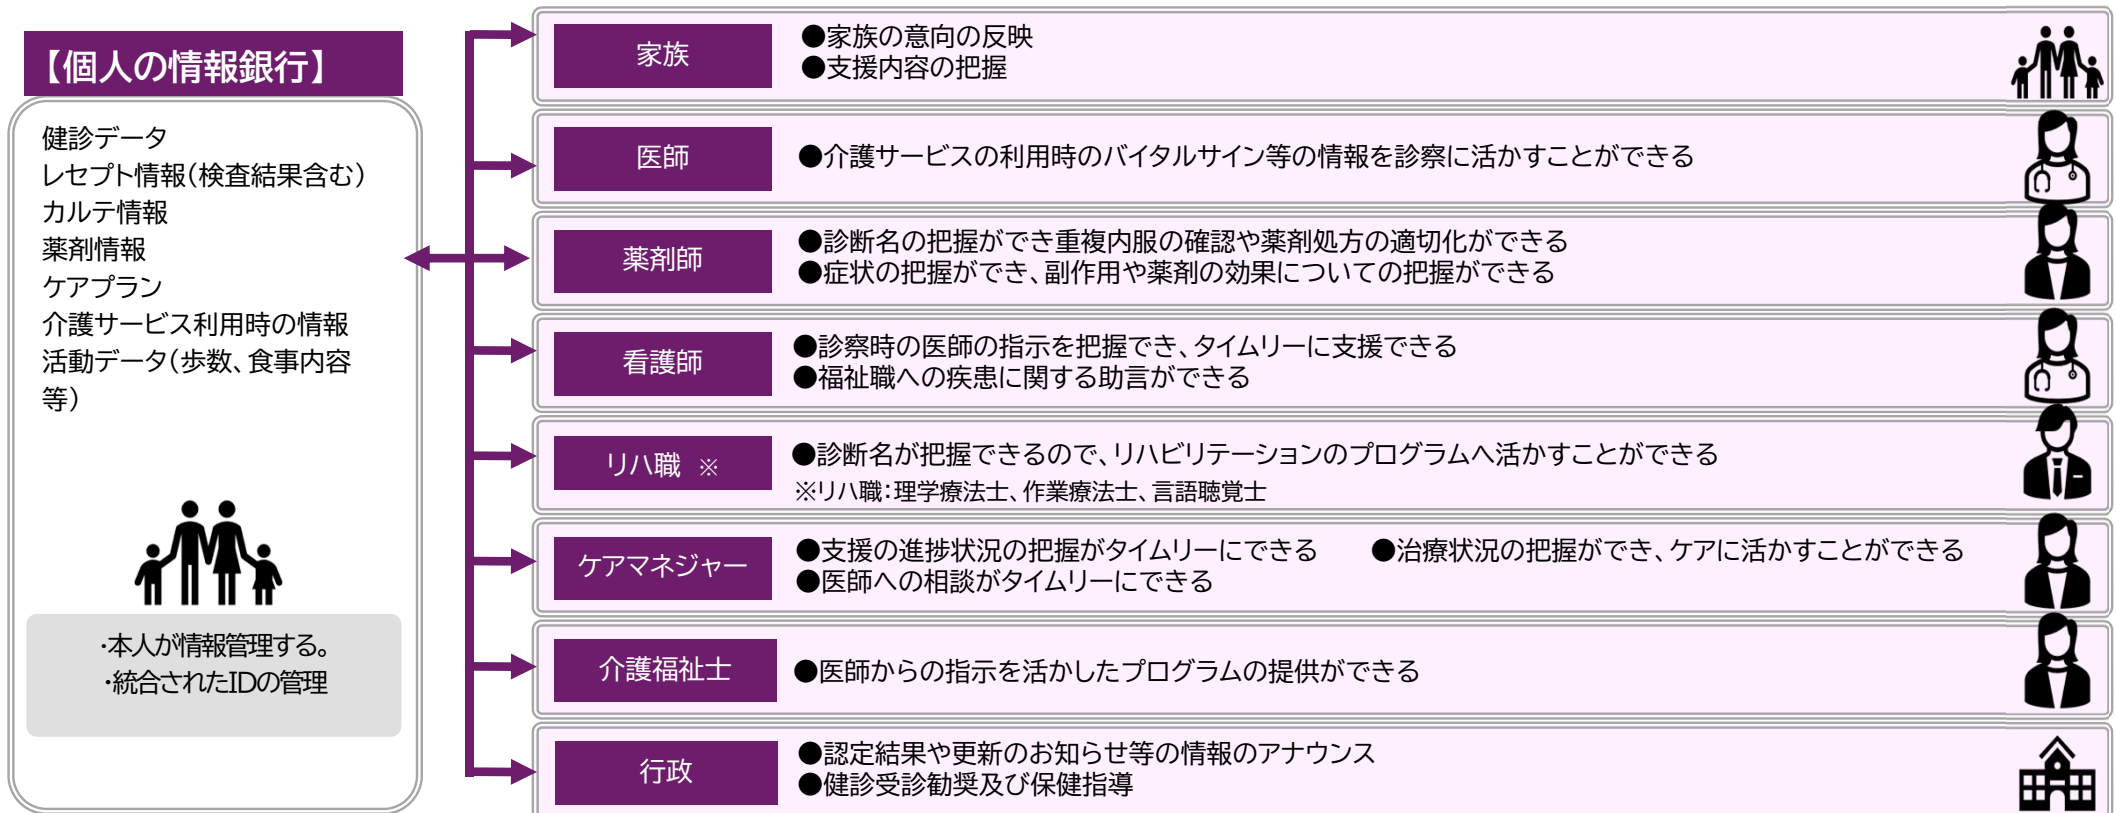 【個人の情報銀行】
健診データ
レセプト情報(検査結果含む)
カルテ情報
薬剤情報
ケアプラン
介護サービス利用時の情報
活動データ(歩数、食事内容
等)
・本人が情報管理する。
・統合されたIDの管理
家族
●家族の意向の反映
●支援内容の把握
医師
●介護サービスの利用時のバイタルサイン等の情報を診察に活かすことができる
薬剤師
●診断名の把握ができ重複内服の確認や薬剤処方の適切化ができる
●症状の把握ができ、副作用や薬剤の効果についての把握ができる
看護師
●診察時の医師の指示を把握でき、タイムリーに支援できる
●福祉職への疾患に関する助言ができる
リハ職 ※
●診断名が把握できるので、リハビリテーションのプログラムへ活かすことができる
※リハ職:理学療法士、作業療法士、言語聴覚士
ケアマネジャー
●支援の進捗状況の把握がタイムリーにできる ●治療状況の把握ができ、ケアに活かすことができる
●医師への相談がタイムリーにできる
介護福祉士
●医師からの指示を活かしたプログラムの提供ができる
行政
●認定結果や更新のお知らせ等の情報のアナウンス
●健診受診勧奨及び保健指導